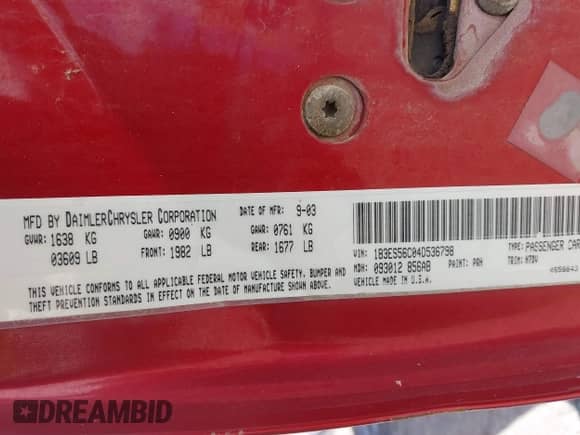 MFD BY DAIMLERCHRYSLER CORPORATION DATE OF MFR 9-03
GVWR: 1638 KG GAWR: 0900 KG GAWR: 0761 KG
03609 LB FRONT: 1982 LB REAR: 1677 LB
THIS VEHICLE CONFORMS TO ALL APPLICABLE FEDERAL MOTOR VEHICLE SAFETY, BUMPER AND
THEFT PREVENTION STANDARDS IN EFFECT ON THE DATE OF MANUFACTURE SHOWN ABOVE.
VIN: 1B3ES56C04D536798 TYPE: PASSENGER CAR
MDH: 093012 856AB PAINT: PRH TRIM:
VEHICLE MADE IN U.S.A.
DREAMBID